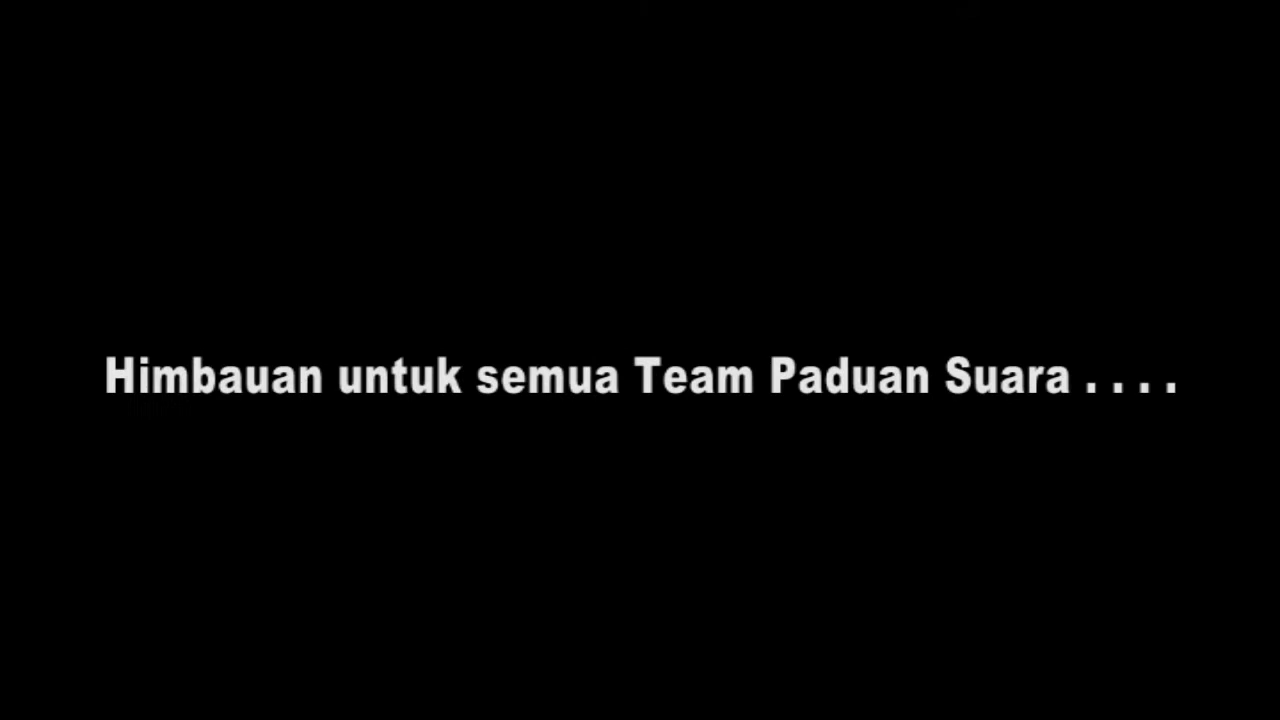 Himbauan untuk semua Team Paduan Suara . . . .